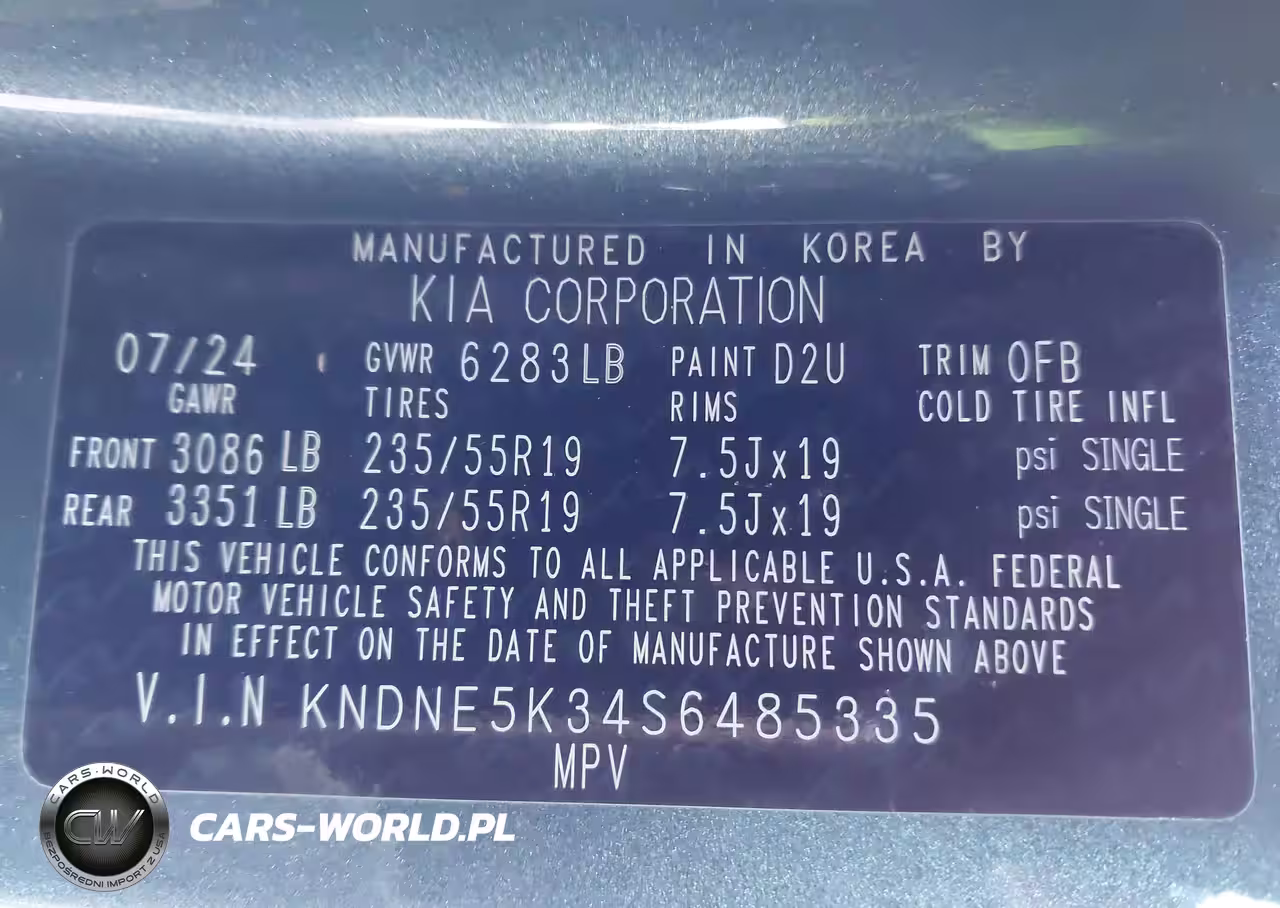 MANUFACTURED IN KOREA BY
KIA CORPORATION
07/24 GVWR 6283LB PAINT D2U TRIM OFB
GAWR TIRES RIMS COLD TIRE INFL
FRONT 3086 LB 235/55R19 7.5Jx19 psi SINGLE
REAR 3351 LB 235/55R19 7.5Jx19 psi SINGLE
THIS VEHICLE CONFORMS TO ALL APPLICABLE U.S.A. FEDERAL
MOTOR VEHICLE SAFETY AND THEFT PREVENTION STANDARDS
IN EFFECT ON THE DATE OF MANUFACTURE SHOWN ABOVE
V.I.N KNDNE5K34S6485335
MPV
CARS-WORLD
CW
BEZPOŚREDNI IMPORT Z USA
CARS-WORLD.PL